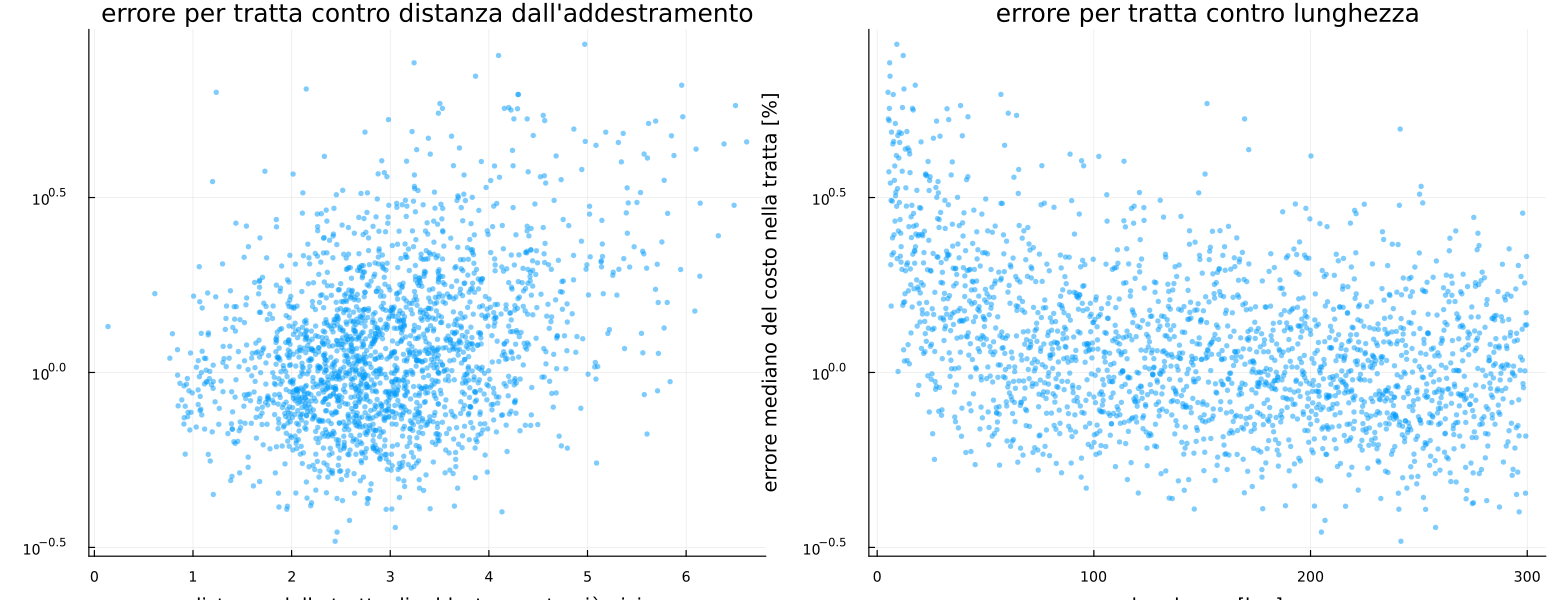 errore per tratta contro distanza dall'addestramento
10^0.5
10^0.0
10^−0.5
0 1 2 3 4 5 6
errore per tratta contro lunghezza
errore mediano del costo nella tratta [%]
10^0.5
10^0.0
10^−0.5
0 100 200 300